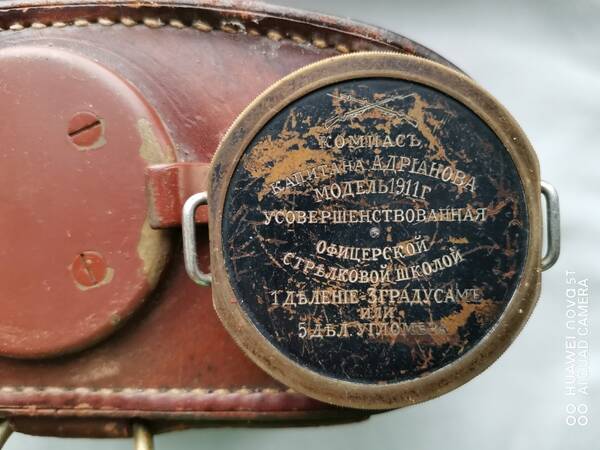 КОМПАСЪ
КАПИТАНА АДРІАНОВА
МОДЕЛЬ 1911 Г
УСОВЕРШЕНСТВОВАННАЯ
ОФИЦЕРСКОЙ
СТРѢЛКОВОЙ ШКОЛОЙ
1 ДѢЛЕНІЕ-3 ГРАДУСАМЪ
ИЛИ
5 ДѢЛ. УГЛОМЕРА
HUAWEI nova 5T
AI QUAD CAMERA